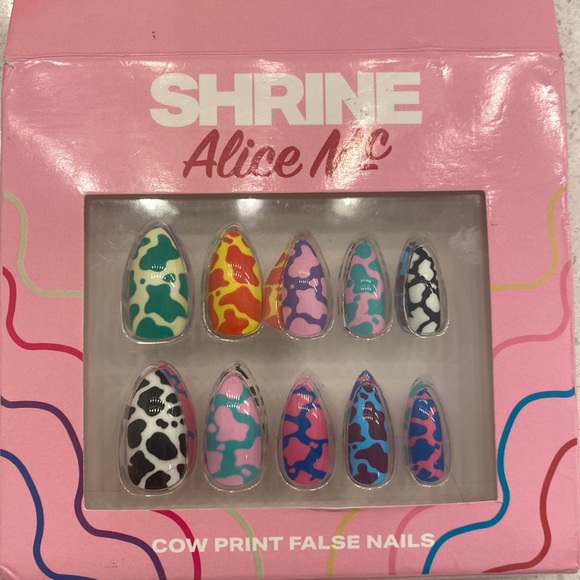 SHRINE
Alice Mc
COW PRINT FALSE NAILS